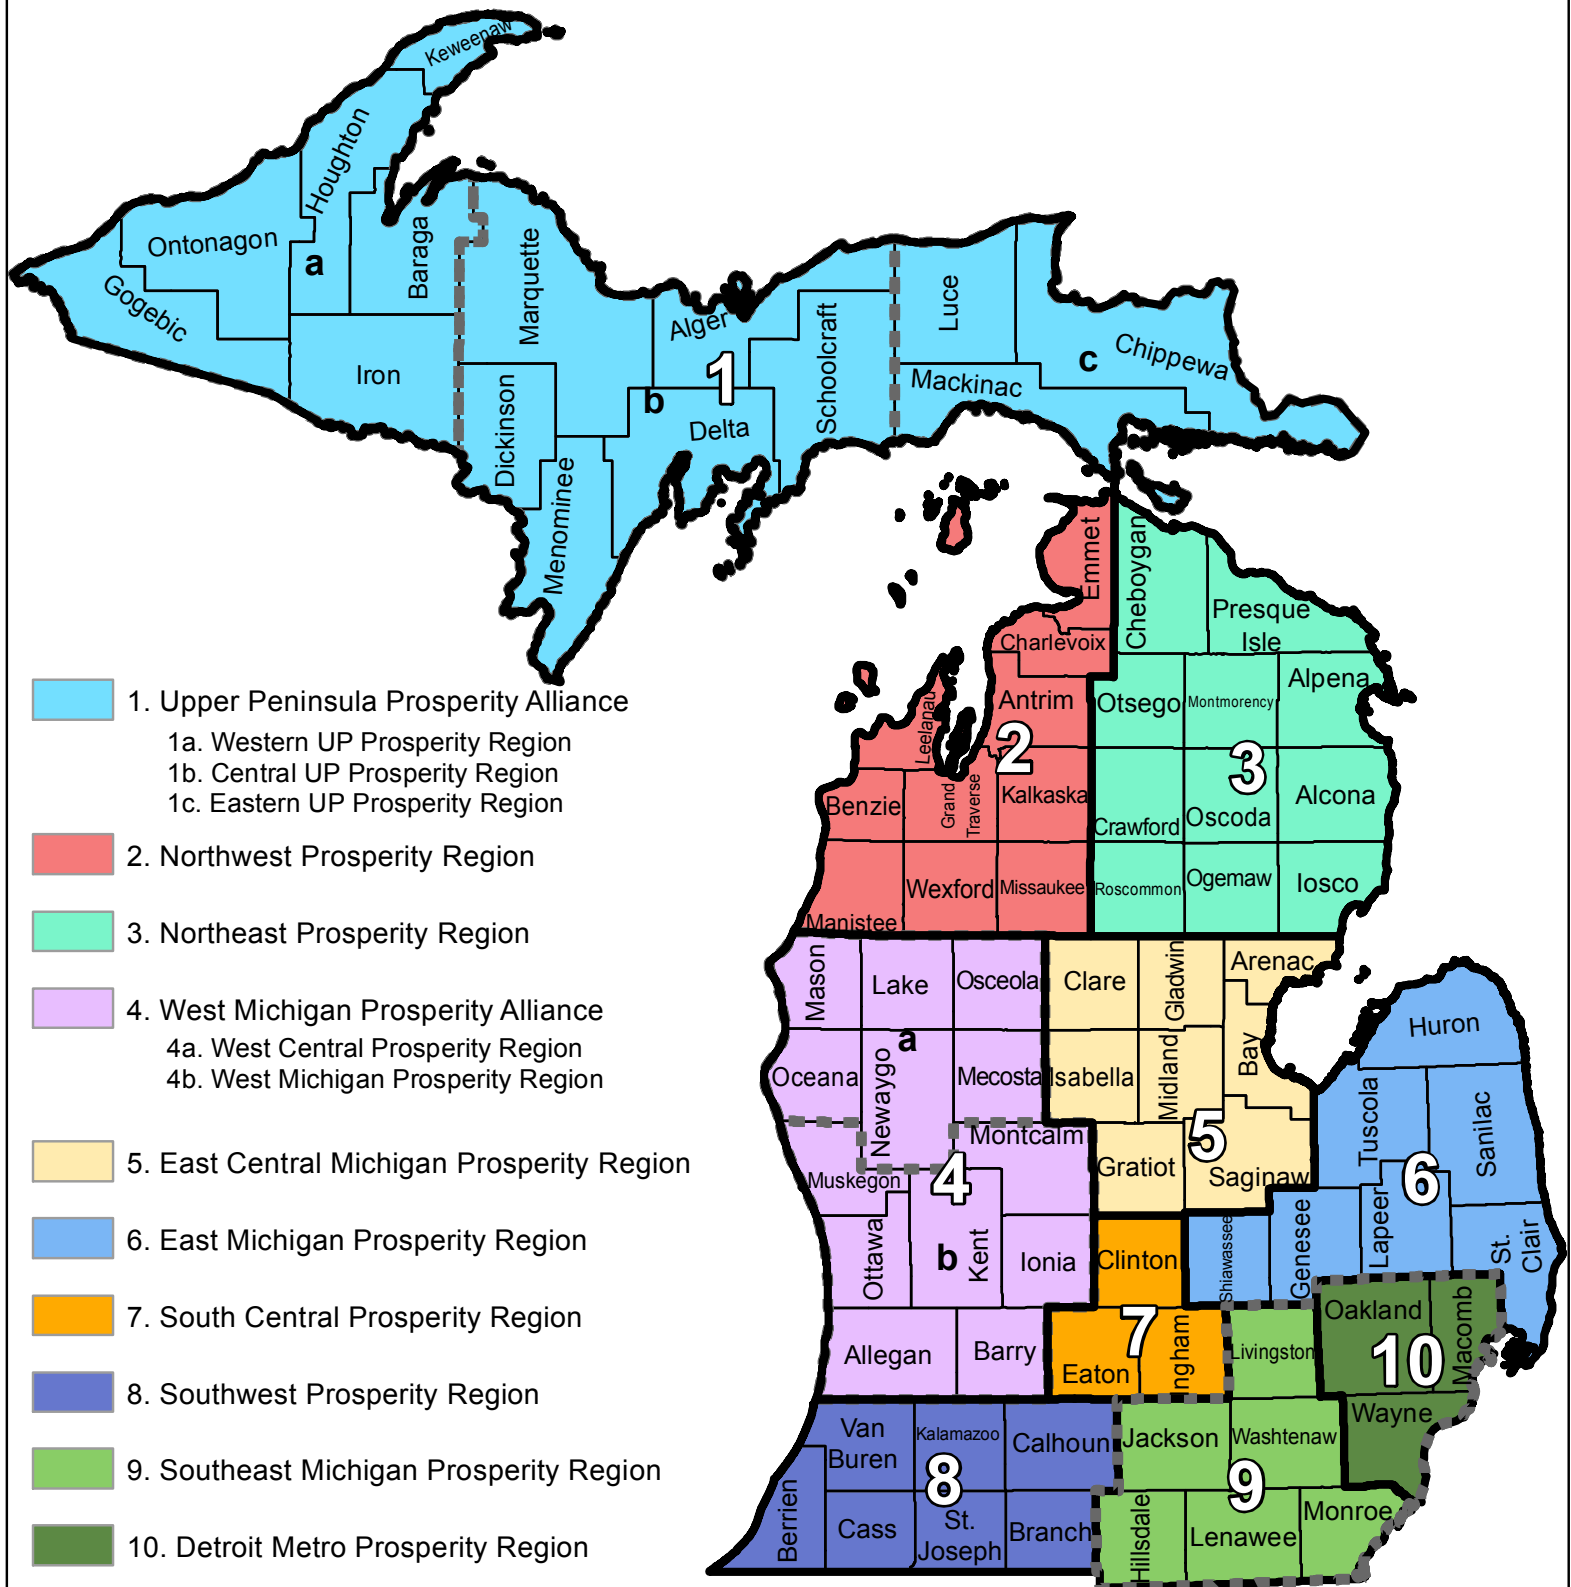 Keweenaw
Houghton
Ontonagon
Baraga
a
Gogebic
Iron
Marquette
Alger
Luce
Schoolcraft
1
b
c
Chippewa
Mackinac
Dickinson
Delta
Menominee
Emmet
Cheboygan
Presque
Isle
Charlevoix
Antrim
Otsego
Montmorency
Alpena
Leelanau
2
3
Benzie
Grand
Traverse
Kalkaska
Crawford
Oscoda
Alcona
Manistee
Wexford
Missaukee
Roscommon
Ogemaw
Iosco
1. Upper Peninsula Prosperity Alliance
1a. Western UP Prosperity Region
1b. Central UP Prosperity Region
1c. Eastern UP Prosperity Region
2. Northwest Prosperity Region
3. Northeast Prosperity Region
4. West Michigan Prosperity Alliance
4a. West Central Prosperity Region
4b. West Michigan Prosperity Region
5. East Central Michigan Prosperity Region
6. East Michigan Prosperity Region
7. South Central Prosperity Region
8. Southwest Prosperity Region
9. Southeast Michigan Prosperity Region
10. Detroit Metro Prosperity Region
Mason
Lake
Osceola
Clare
Gladwin
Arenac
Huron
a
Oceana
Newaygo
Mecosta
Isabella
Midland
Bay
Tuscola
Sanilac
Montcalm
5
Muskegon
4
Gratiot
Saginaw
6
Ottawa
b
Kent
Ionia
Clinton
Shiawassee
Genesee
Lapeer
St.
Clair
Allegan
Barry
7
Eaton
Ingham
Livingston
Oakland
Macomb
10
Wayne
Van
Buren
Kalamazoo
Calhoun
Jackson
Washtenaw
8
9
Berrien
Cass
St.
Joseph
Branch
Hillsdale
Lenawee
Monroe